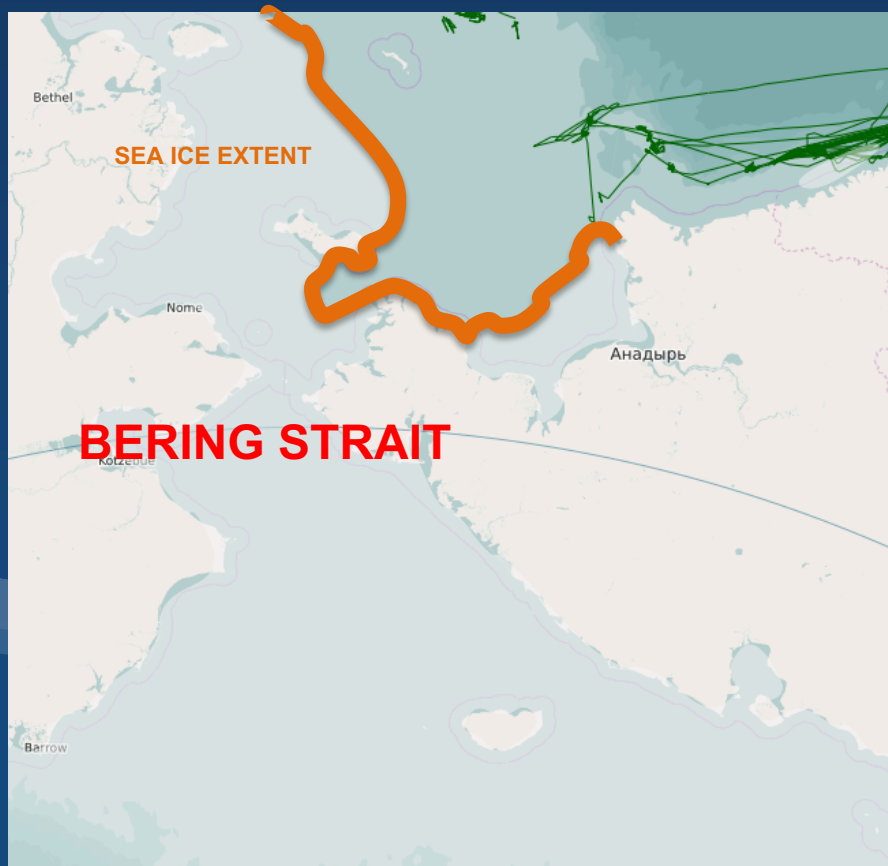 Bethel
SEA ICE EXTENT
Nome
Анадырь
BERING STRAIT
Kotzebue
Barrow